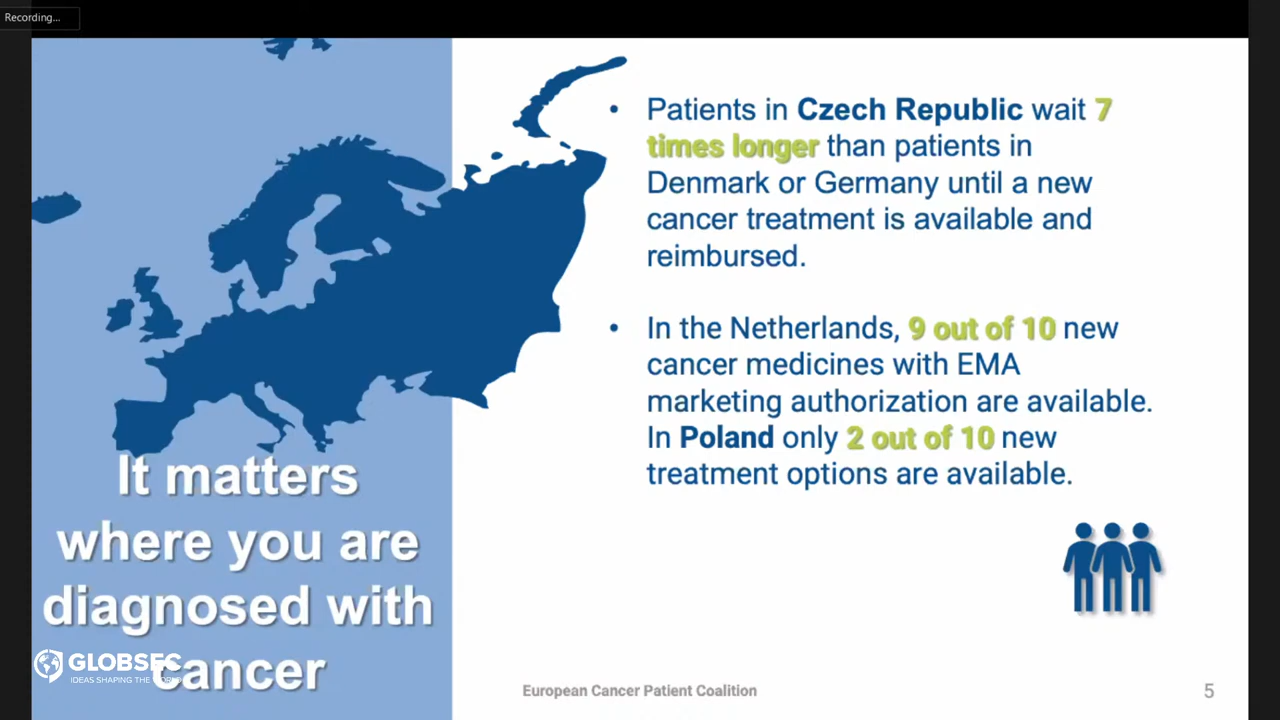 Recording...
• Patients in Czech Republic wait 7
times longer than patients in
Denmark or Germany until a new
cancer treatment is available and
reimbursed.
• In the Netherlands, 9 out of 10 new
cancer medicines with EMA
marketing authorization are available.
In Poland only 2 out of 10 new
treatment options are available.
It matters
where you are
diagnosed with
cancer
GLOBSEC
IDEAS SHAPING THE WORLD
European Cancer Patient Coalition
5